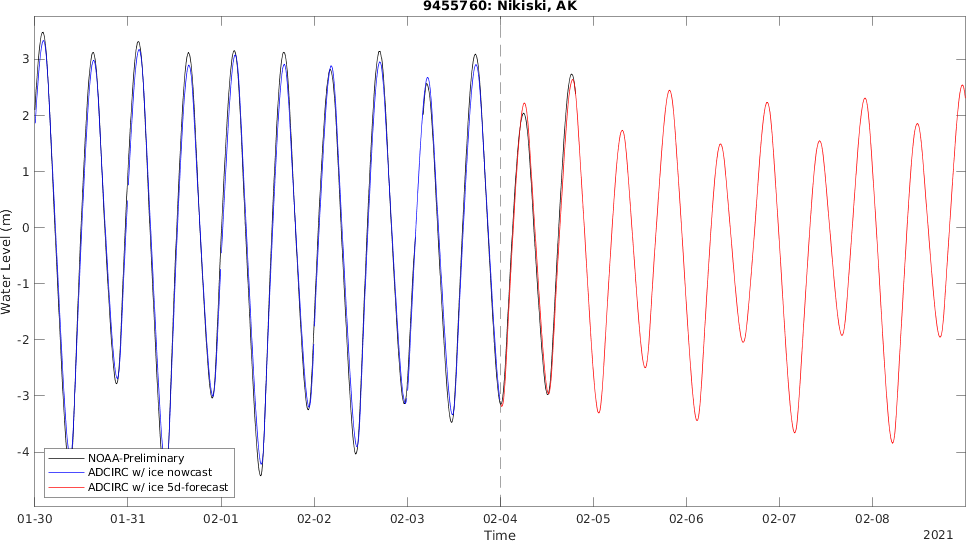 9455760: Nikiski, AK
Water Level (m)
3
2
1
0
-1
-2
-3
-4
NOAA-Preliminary
ADCIRC w/ ice nowcast
ADCIRC w/ ice 5d-forecast
01-30 01-31 02-01 02-02 02-03 02-04 02-05 02-06 02-07 02-08
Time
2021